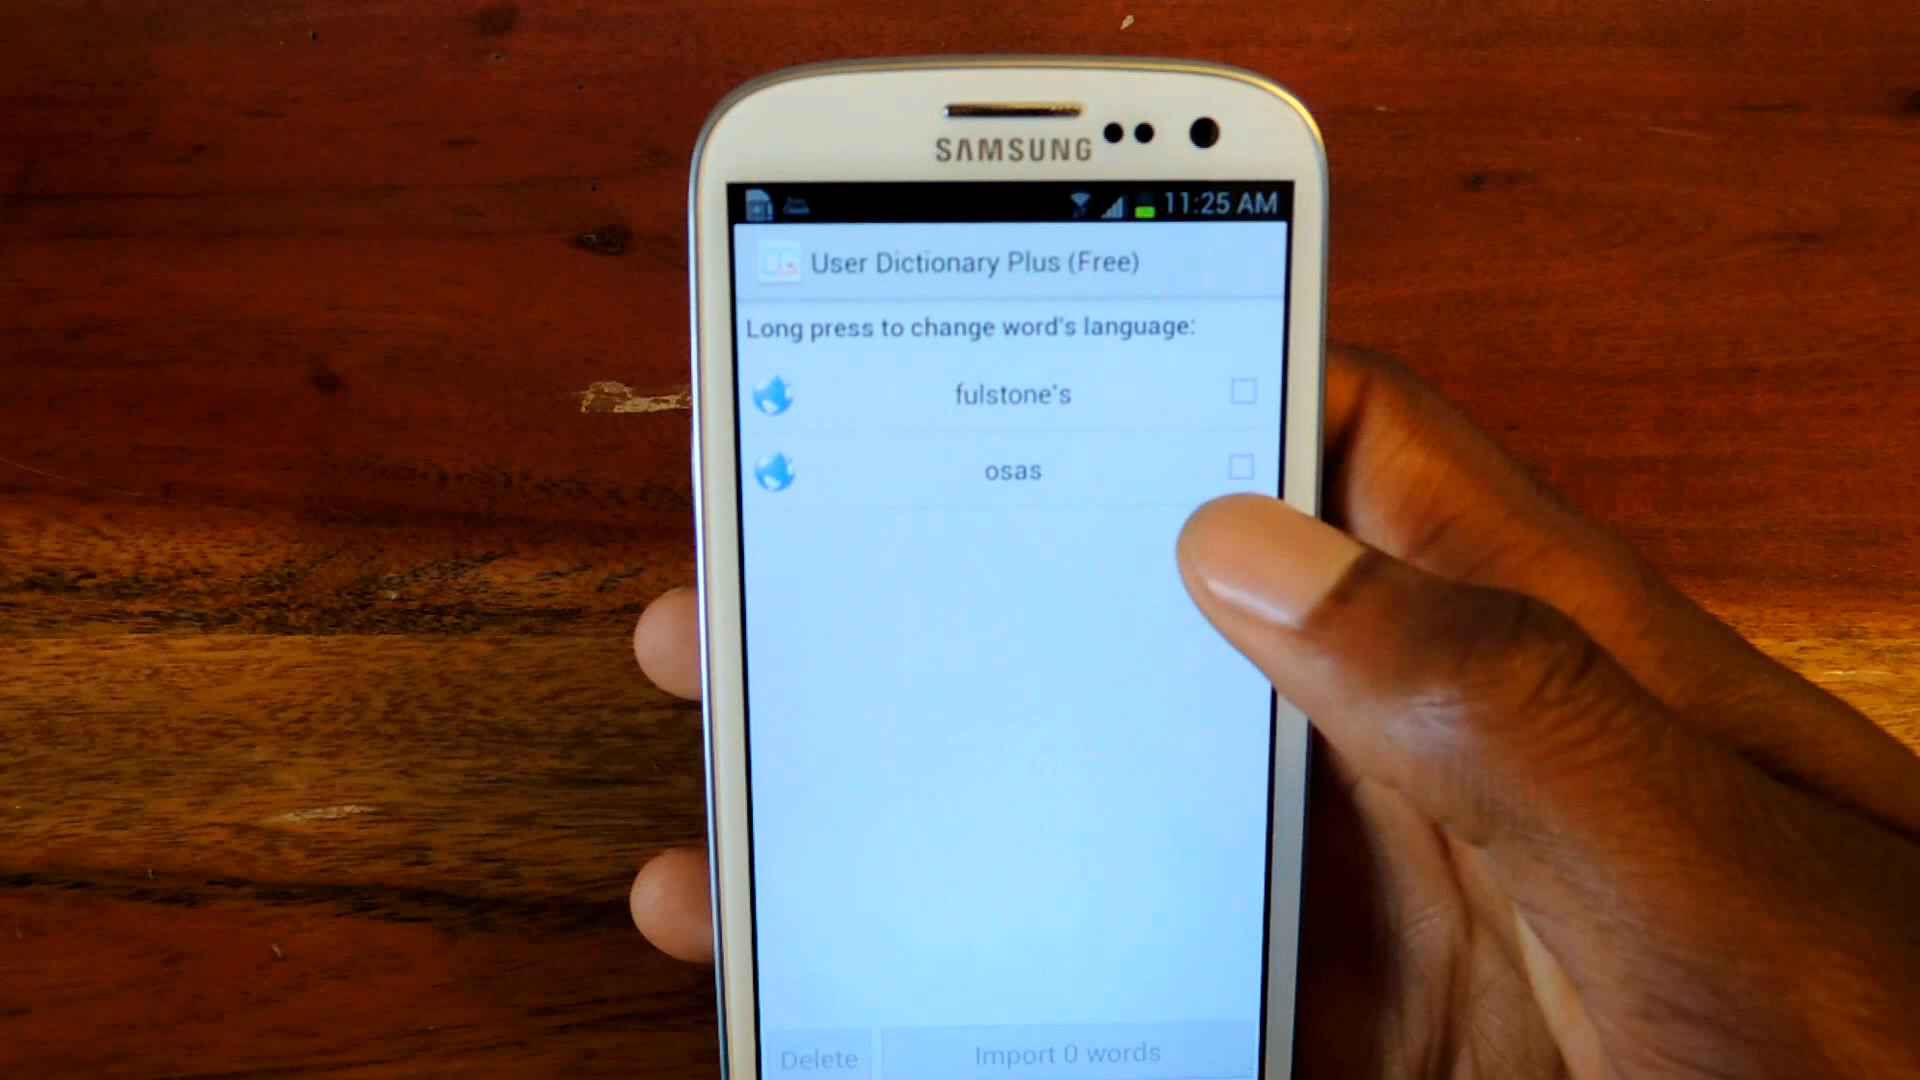 SAMSUNG
11:25 AM
User Dictionary Plus (Free)
Long press to change word's language:
fulstone's
osas
Delete
Import 0 words